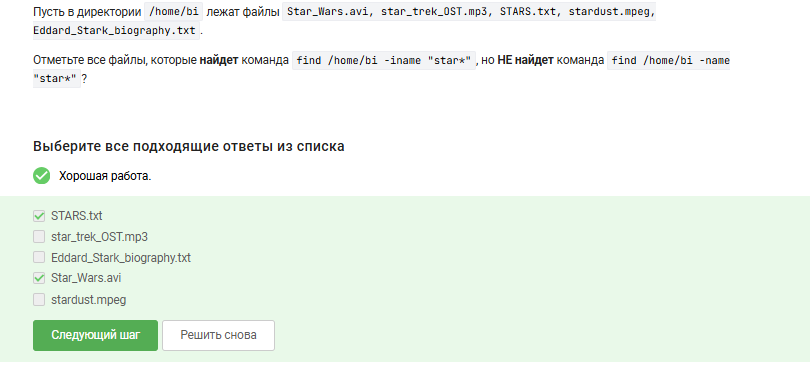 Пусть в директории /home/bi лежат файлы Star_Wars.avi, star_trek_OST.mp3, STARS.txt, stardust.mpeg,
Eddard_Stark_biography.txt.
Отметьте все файлы, которые найдет команда find /home/bi -iname "star*" , но НЕ найдет команда find /home/bi -name
"star*" ?
Выберите все подходящие ответы из списка
Хорошая работа.
STARS.txt
star_trek_OST.mp3
Eddard_Stark_biography.txt
Star_Wars.avi
stardust.mpeg
Следующий шаг
Решить снова